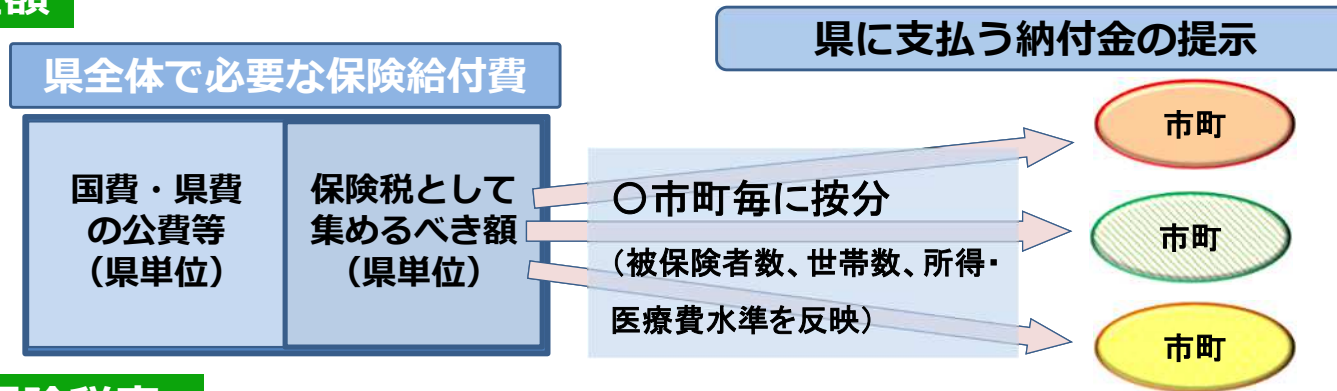 額
県に支払う納付金の提示
県全体で必要な保険給付費
国費・県費
の公費等
（県単位）
保険税として
集めるべき額
（県単位）
〇市町毎に按分
（被保険者数、世帯数、所得・
医療費水準を反映）
市町
市町
市町